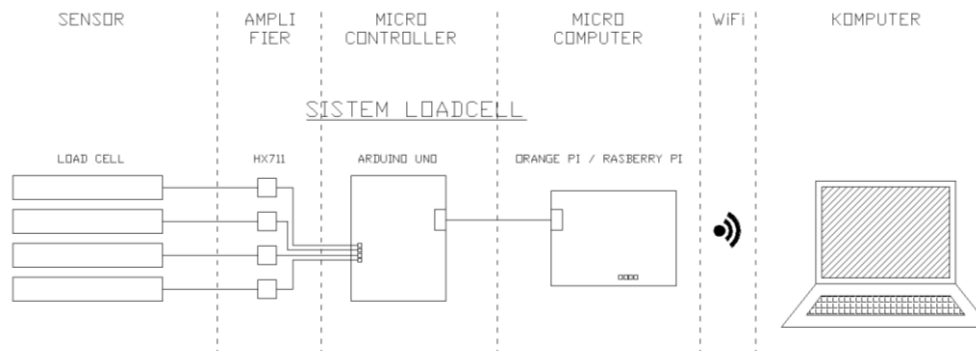 SENSOR
AMPLI
FIER
MICRO
CONTROLLER
MICRO
COMPUTER
WiFi
KOMPUTER
SISTEM LOADCELL
LOAD CELL
HX711
ARDUINO UNO
ORANGE PI / RASBERRY PI